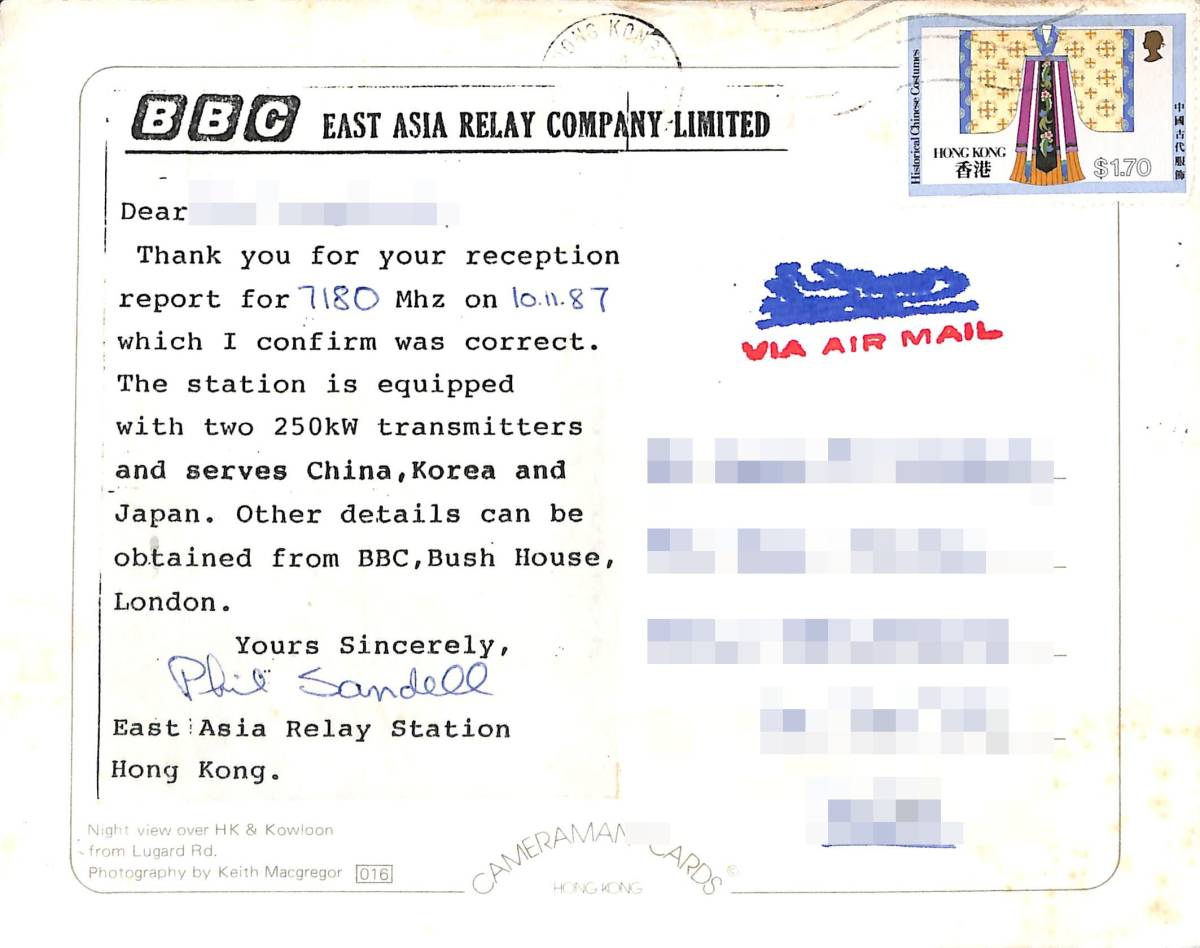 HONG KONG
BBC EAST ASIA RELAY COMPANY LIMITED
Dear
Thank you for your reception
report for 7180 Mhz on 10.11.87
which I confirm was correct.
The station is equipped
with two 250kW transmitters
and serves China,Korea and
Japan. Other details can be
obtained from BBC,Bush House,
London.
Yours Sincerely,
Phil Sandell
East Asia Relay Station
Hong Kong.
Night view over HK & Kowloon
from Lugard Rd.
Photography by Keith Macgregor 016
CAMERAMAN CARDS ©
HONG KONG
Historical Chinese Costumes
HONG KONG
香港
$1.70
中國古代服飾
VIA AIR MAIL